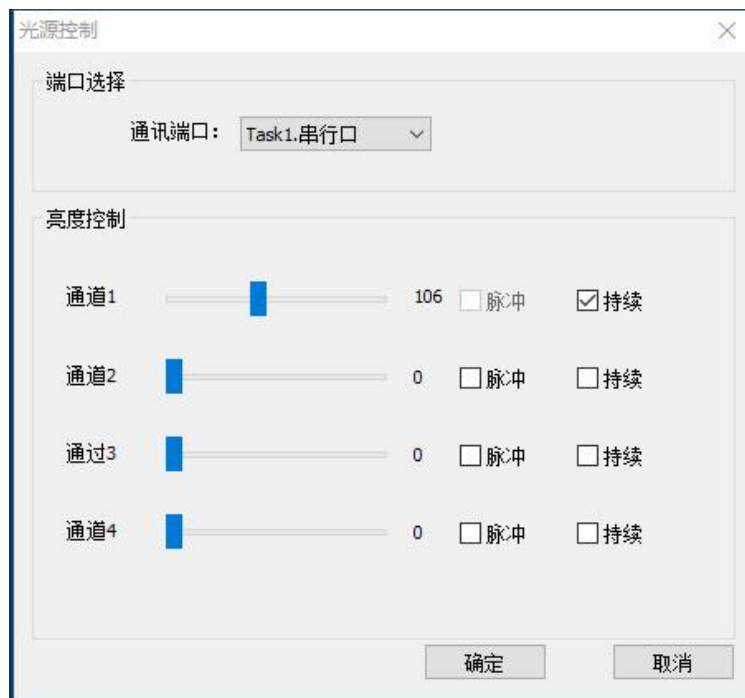 光源控制
端口选择
通讯端口： Task1.串行口
亮度控制
通道1 106 脉冲 持续
通道2 0 脉冲 持续
通过3 0 脉冲 持续
通道4 0 脉冲 持续
确定 取消